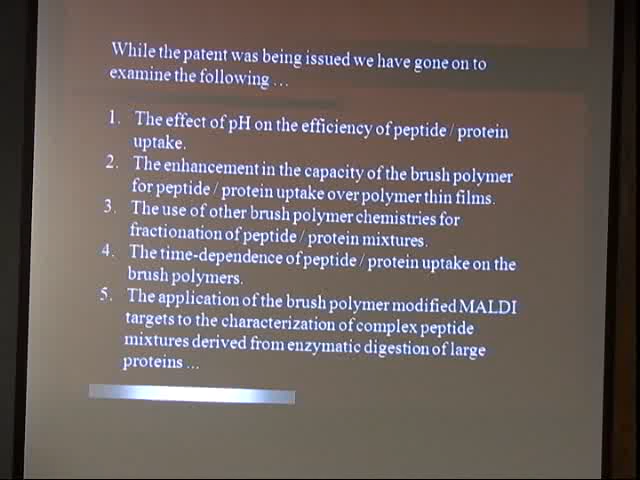 While the patent was being issued we have gone on to
examine the following ...
1. The effect of pH on the efficiency of peptide / protein
uptake.
2. The enhancement in the capacity of the brush polymer
for peptide / protein uptake over polymer thin films.
3. The use of other brush polymer chemistries for
fractionation of peptide / protein mixtures.
4. The time-dependence of peptide / protein uptake on the
brush polymers.
5. The application of the brush polymer modified MALDI
targets to the characterization of complex peptide
mixtures derived from enzymatic digestion of large
proteins ...